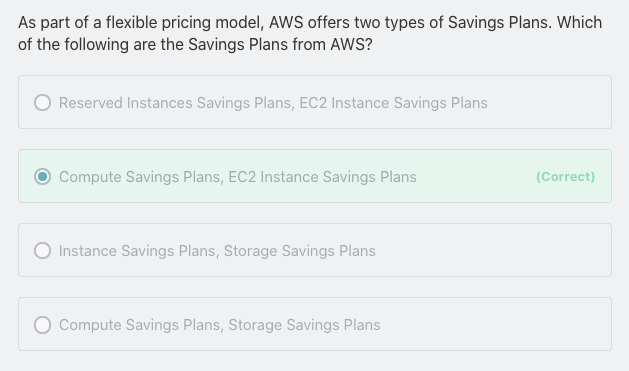 As part of a flexible pricing model, AWS offers two types of Savings Plans. Which
of the following are the Savings Plans from AWS?
Reserved Instances Savings Plans, EC2 Instance Savings Plans
Compute Savings Plans, EC2 Instance Savings Plans (Correct)
Instance Savings Plans, Storage Savings Plans
Compute Savings Plans, Storage Savings Plans